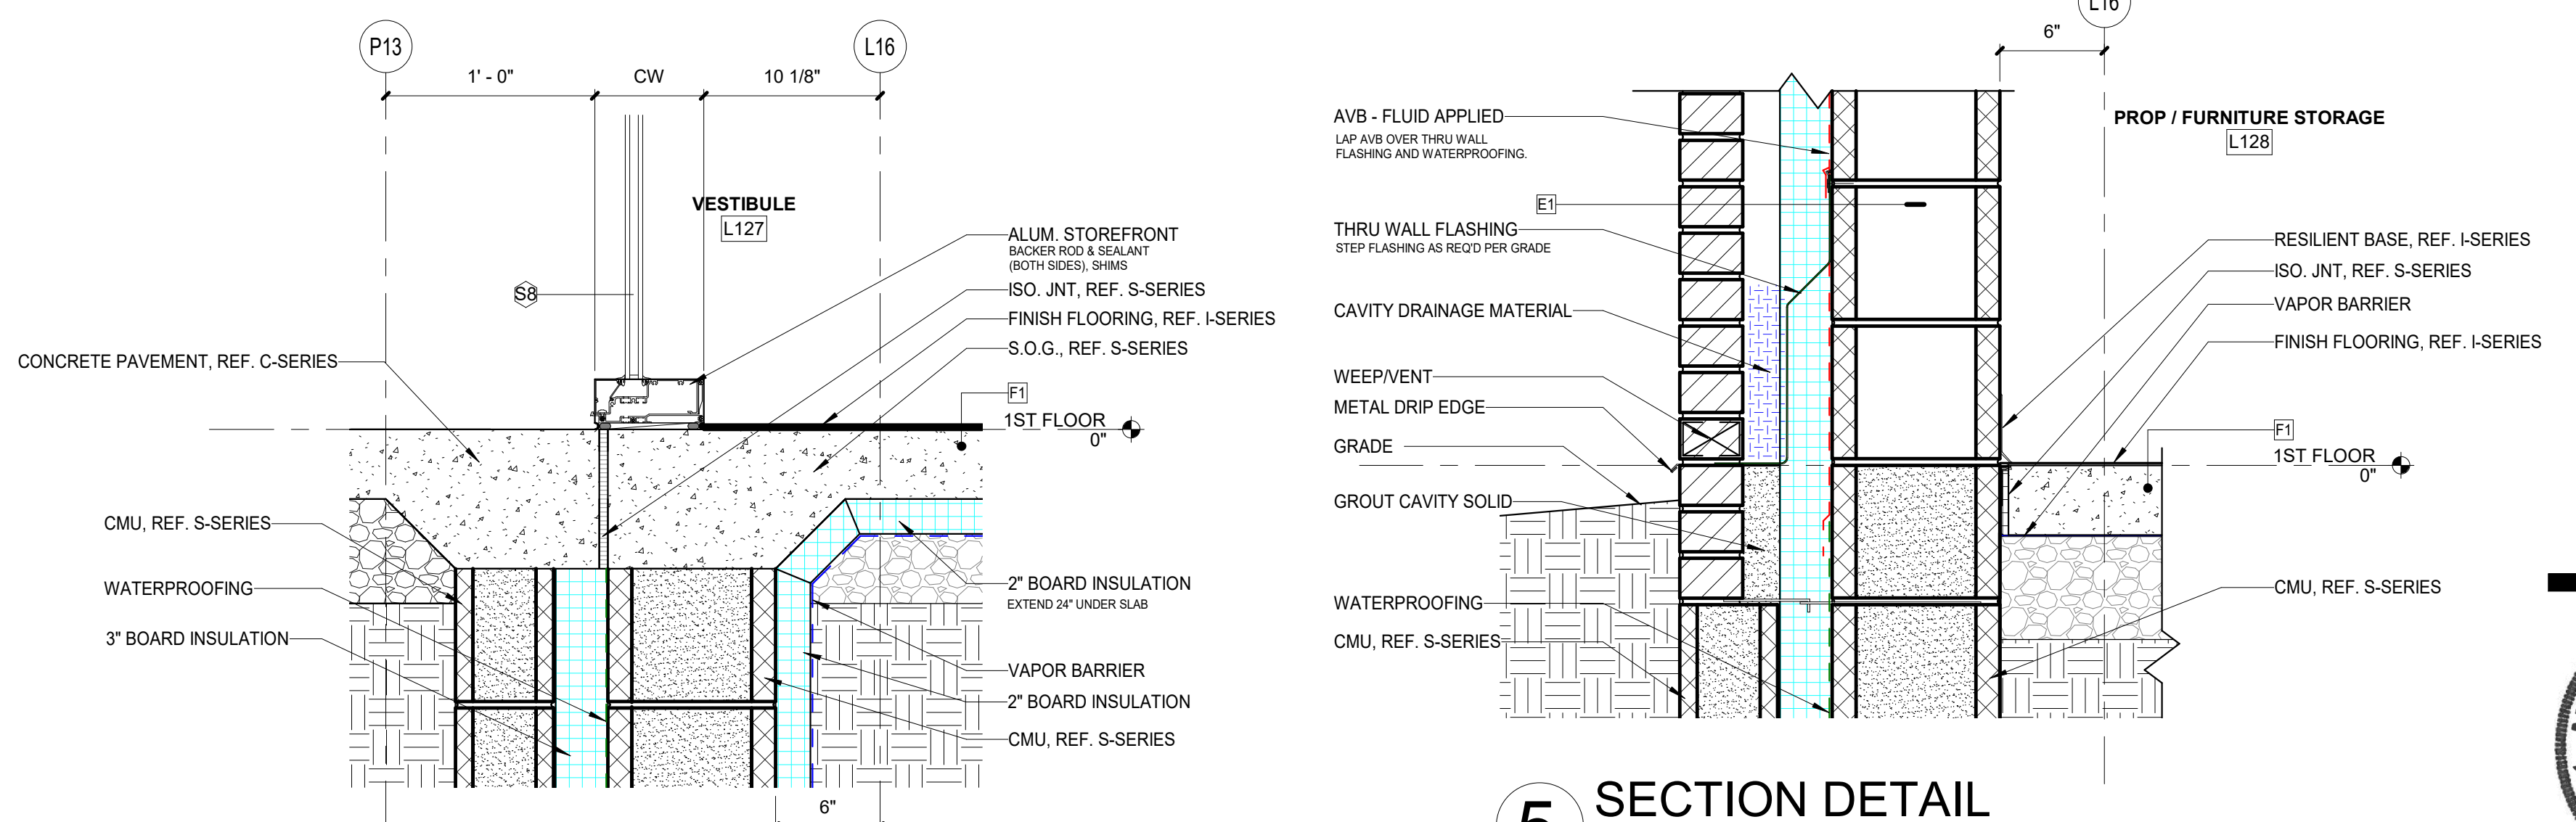 P13
L16
1' - 0"
CW
10 1/8"
VESTIBULE
L127
S8
ALUM. STOREFRONT
BACKER ROD & SEALANT
(BOTH SIDES), SHIMS
ISO. JNT, REF. S-SERIES
FINISH FLOORING, REF. I-SERIES
S.O.G., REF. S-SERIES
CONCRETE PAVEMENT, REF. C-SERIES
F1
1ST FLOOR
0"
CMU, REF. S-SERIES
WATERPROOFING
3" BOARD INSULATION
2" BOARD INSULATION
EXTEND 24" UNDER SLAB
VAPOR BARRIER
2" BOARD INSULATION
CMU, REF. S-SERIES
6"
L16
6"
AVB - FLUID APPLIED
LAP AVB OVER THRU WALL
FLASHING AND WATERPROOFING.
E1
THRU WALL FLASHING
STEP FLASHING AS REQ'D PER GRADE
CAVITY DRAINAGE MATERIAL
WEEP/VENT
METAL DRIP EDGE
GRADE
GROUT CAVITY SOLID
WATERPROOFING
CMU, REF. S-SERIES
PROP / FURNITURE STORAGE
L128
RESILIENT BASE, REF. I-SERIES
ISO. JNT, REF. S-SERIES
VAPOR BARRIER
FINISH FLOORING, REF. I-SERIES
F1
1ST FLOOR
0"
CMU, REF. S-SERIES
5
SECTION DETAIL